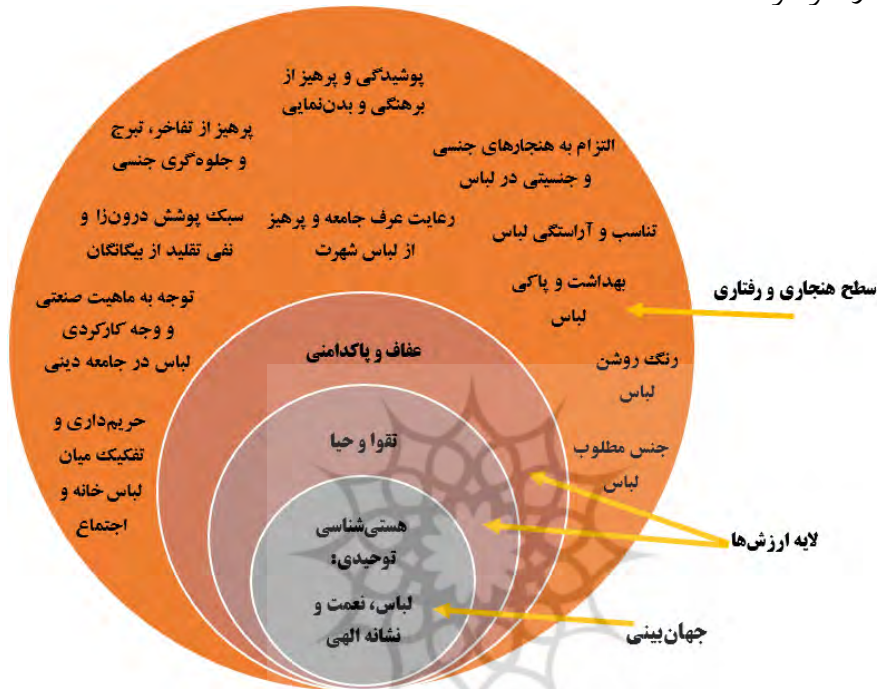 پوشیدگی و پرهیز از
برهنگی و بدن‌نمایی
پرهیز از تفاخر، تبرج
و جلوه‌گری جنسی
التزام به هنجارهای جنسی
و جنسیتی در لباس
سبک پوشش درون‌زا و
نفی تقلید از بیگانگان
رعایت عرف جامعه و پرهیز
از لباس شهرت
تناسب و آراستگی لباس
بهداشت و پاکی
لباس
سطح هنجاری و رفتاری
توجه به ماهیت صنعتی
و وجه کارکردی
لباس در جامعه دینی
عفاف و پاکدامنی
رنگ روشن
لباس
حریم‌داری و
تفکیک میان
لباس خانه و
اجتماع
تقوا و حیا
جنس مطلوب
لباس
لایه ارزش‌ها
هستی‌شناسی
توحیدی:
لباس، نعمت و
نشانه الهی
جهان‌بینی